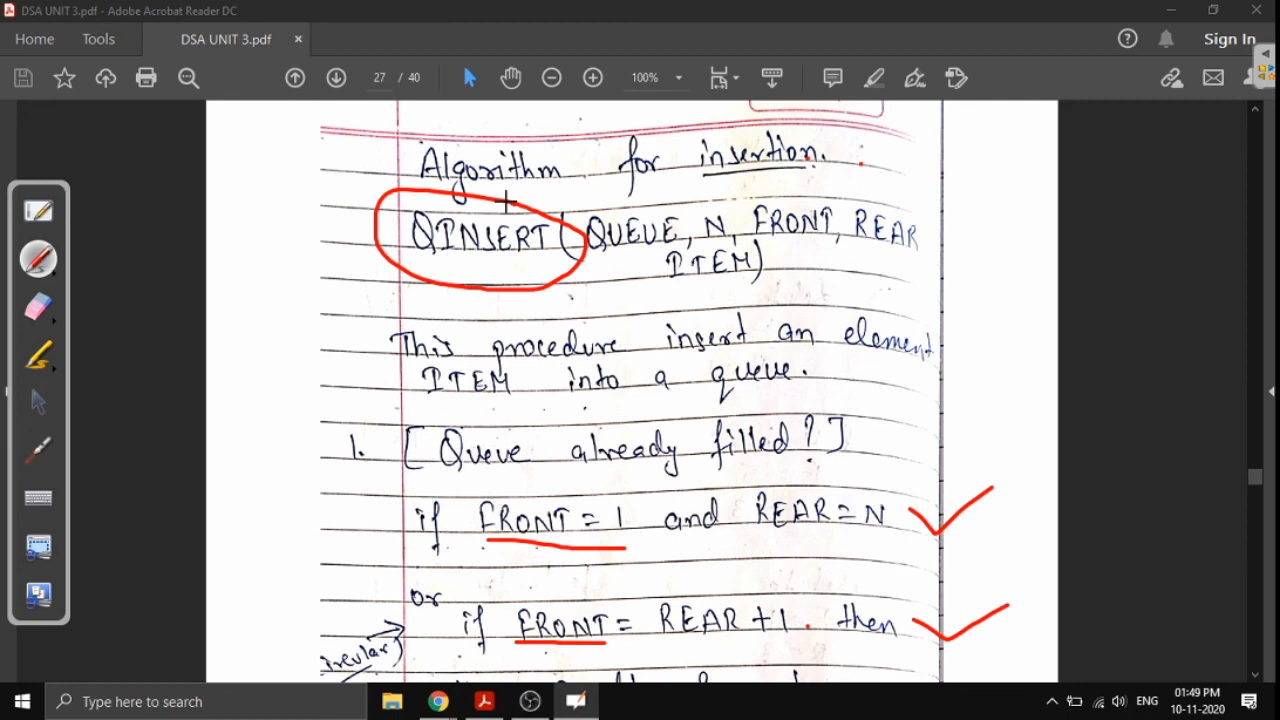 DSA UNIT 3.pdf - Adobe Acrobat Reader DC
Home Tools DSA UNIT 3.pdf × Sign In
27 / 40 100%
Algorithm for insertion.
QINSERT (QUEUE, N, FRONT, REAR
ITEM)
This procedure insert an element
ITEM into a queue.
1. [Queue already filled?]
if FRONT = 1 and REAR = N
or
if FRONT = REAR + 1. then
ircular)
Type here to search
ENG
01:49 PM
10-11-2020